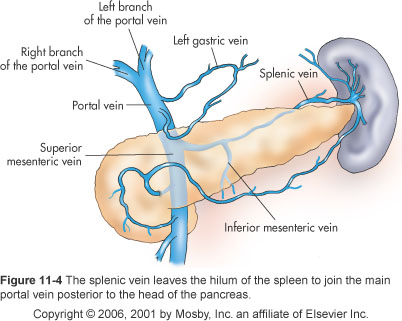 Left branch
of the portal vein
Right branch
of the portal vein
Left gastric vein
Splenic vein
Portal vein
Superior
mesenteric vein
Inferior mesenteric vein
Figure 11-4 The splenic vein leaves the hilum of the spleen to join the main
portal vein posterior to the head of the pancreas.
Copyright © 2006, 2001 by Mosby, Inc. an affiliate of Elsevier Inc.